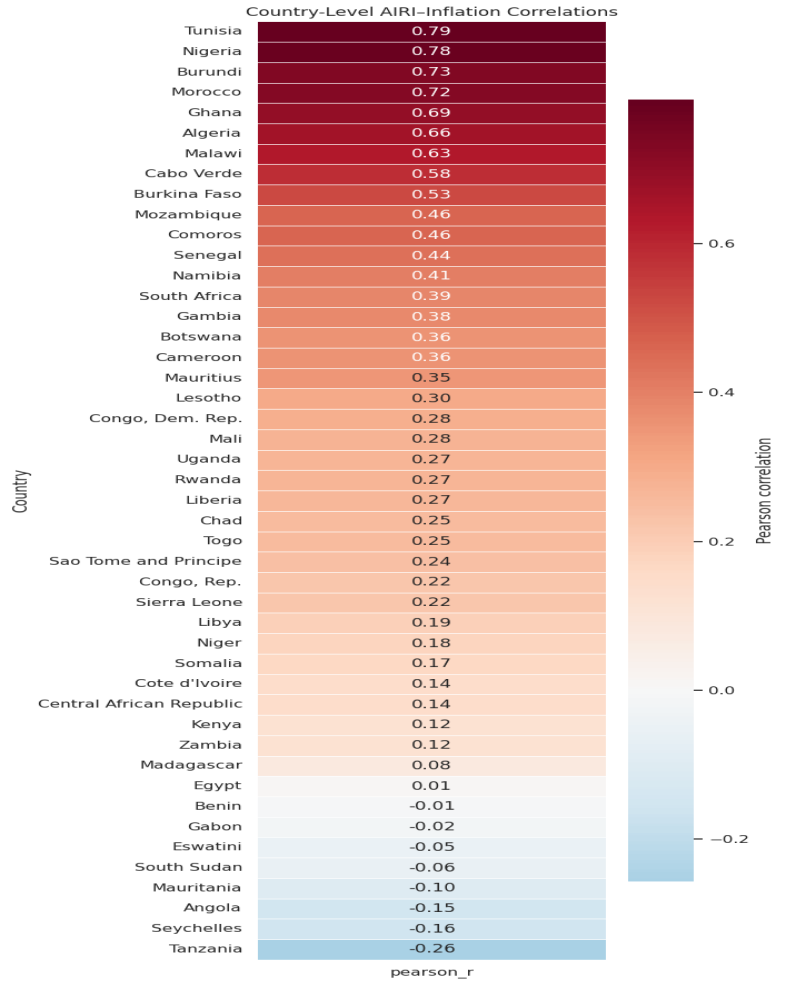 Country-Level AIRI–Inflation Correlations
Tunisia 0.79
Nigeria 0.78
Burundi 0.73
Morocco 0.72
Ghana 0.69
Algeria 0.66
Malawi 0.63
Cabo Verde 0.58
Burkina Faso 0.53
Mozambique 0.46
Comoros 0.46
Senegal 0.44
Namibia 0.41
South Africa 0.39
Gambia 0.38
Botswana 0.36
Cameroon 0.36
Mauritius 0.35
Lesotho 0.30
Congo, Dem. Rep. 0.28
Mali 0.28
Uganda 0.27
Rwanda 0.27
Liberia 0.27
Chad 0.25
Togo 0.25
Sao Tome and Principe 0.24
Congo, Rep. 0.22
Sierra Leone 0.22
Libya 0.19
Niger 0.18
Somalia 0.17
Cote d'Ivoire 0.14
Central African Republic 0.14
Kenya 0.12
Zambia 0.12
Madagascar 0.08
Egypt 0.01
Benin -0.01
Gabon -0.02
Eswatini -0.05
South Sudan -0.06
Mauritania -0.10
Angola -0.15
Seychelles -0.16
Tanzania -0.26
pearson_r
Country
0.6
0.4
0.2
0.0
−0.2
Pearson correlation